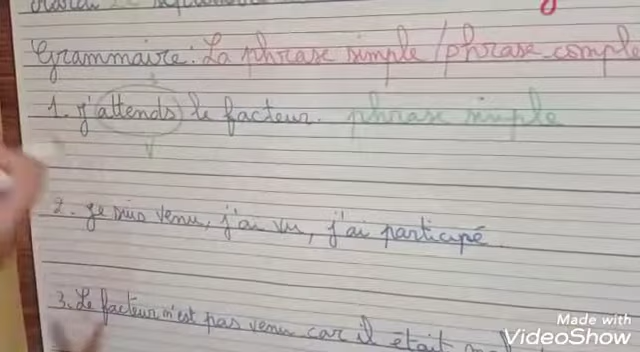 Grammaire: La phrase simple / phrase comple
1. j'attends le facteur. phrase simple
v
2. je suis venu, j'ai vu, j'ai participé
3. Le facteur n'est pas venu car il était
Made with
VideoShow